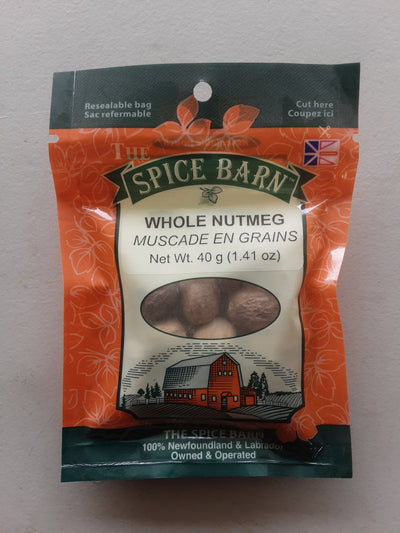 Resealable bag
Sac refermable
Cut here
Coupez ici
THE
SPICE BARN™
WHOLE NUTMEG
MUSCADE EN GRAINS
Net Wt. 40 g (1.41 oz)
THE SPICE BARN
100% Newfoundland & Labrador
Owned & Operated